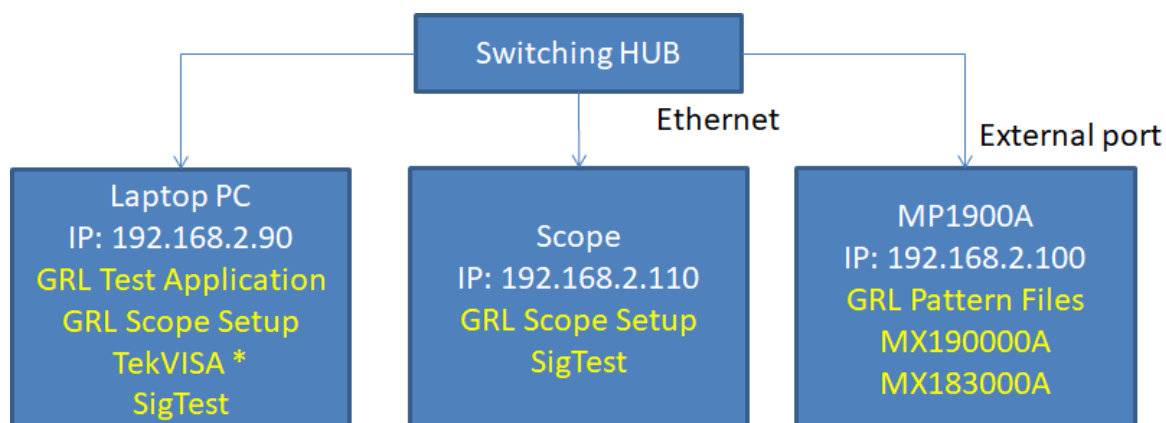 Switching HUB
Ethernet
External port
Laptop PC
IP: 192.168.2.90
GRL Test Application
GRL Scope Setup
TekVISA *
SigTest
Scope
IP: 192.168.2.110
GRL Scope Setup
SigTest
MP1900A
IP: 192.168.2.100
GRL Pattern Files
MX190000A
MX183000A